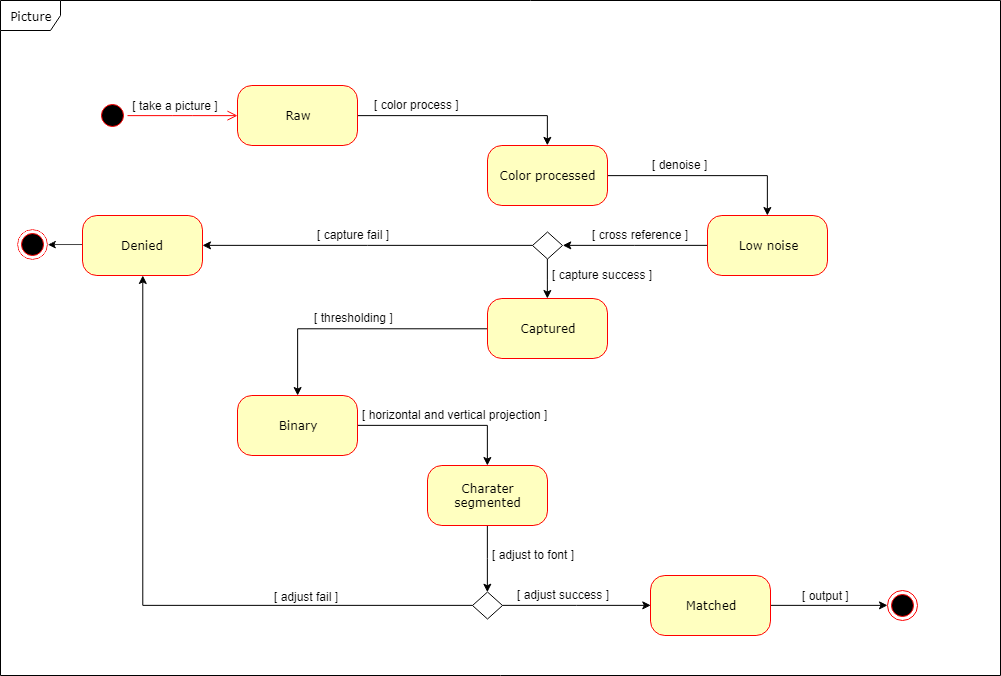 Picture
[ take a picture ]
Raw
[ color process ]
Color processed
[ denoise ]
Low noise
[ cross reference ]
[ capture fail ]
Denied
[ capture success ]
Captured
[ thresholding ]
Binary
[ horizontal and vertical projection ]
Charater
segmented
[ adjust to font ]
[ adjust fail ]
[ adjust success ]
Matched
[ output ]